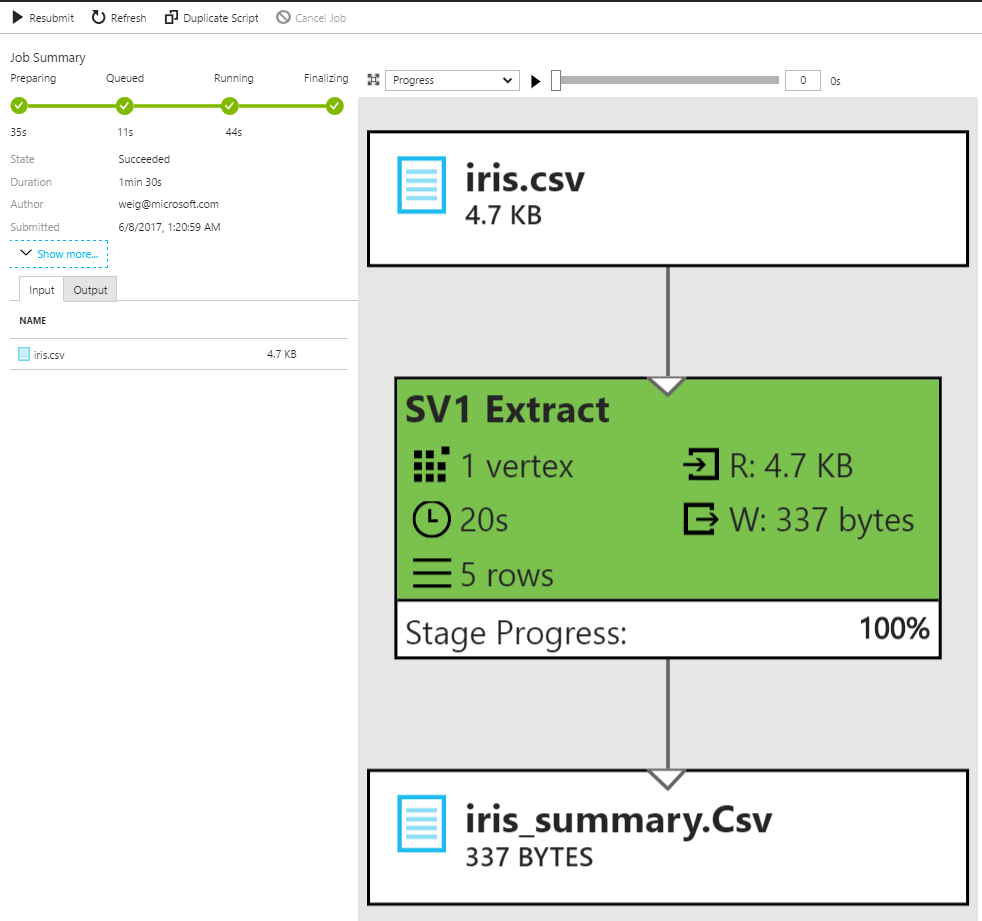 Resubmit Refresh Duplicate Script Cancel Job
Job Summary
Preparing Queued Running Finalizing
35s 11s 44s
State Succeeded
Duration 1min 30s
Author weig@microsoft.com
Submitted 6/8/2017, 1:20:59 AM
Show more...
Input Output
NAME
iris.csv 4.7 KB
Progress 0 0s
iris.csv
4.7 KB
SV1 Extract
1 vertex R: 4.7 KB
20s W: 337 bytes
5 rows
Stage Progress: 100%
iris_summary.Csv
337 BYTES